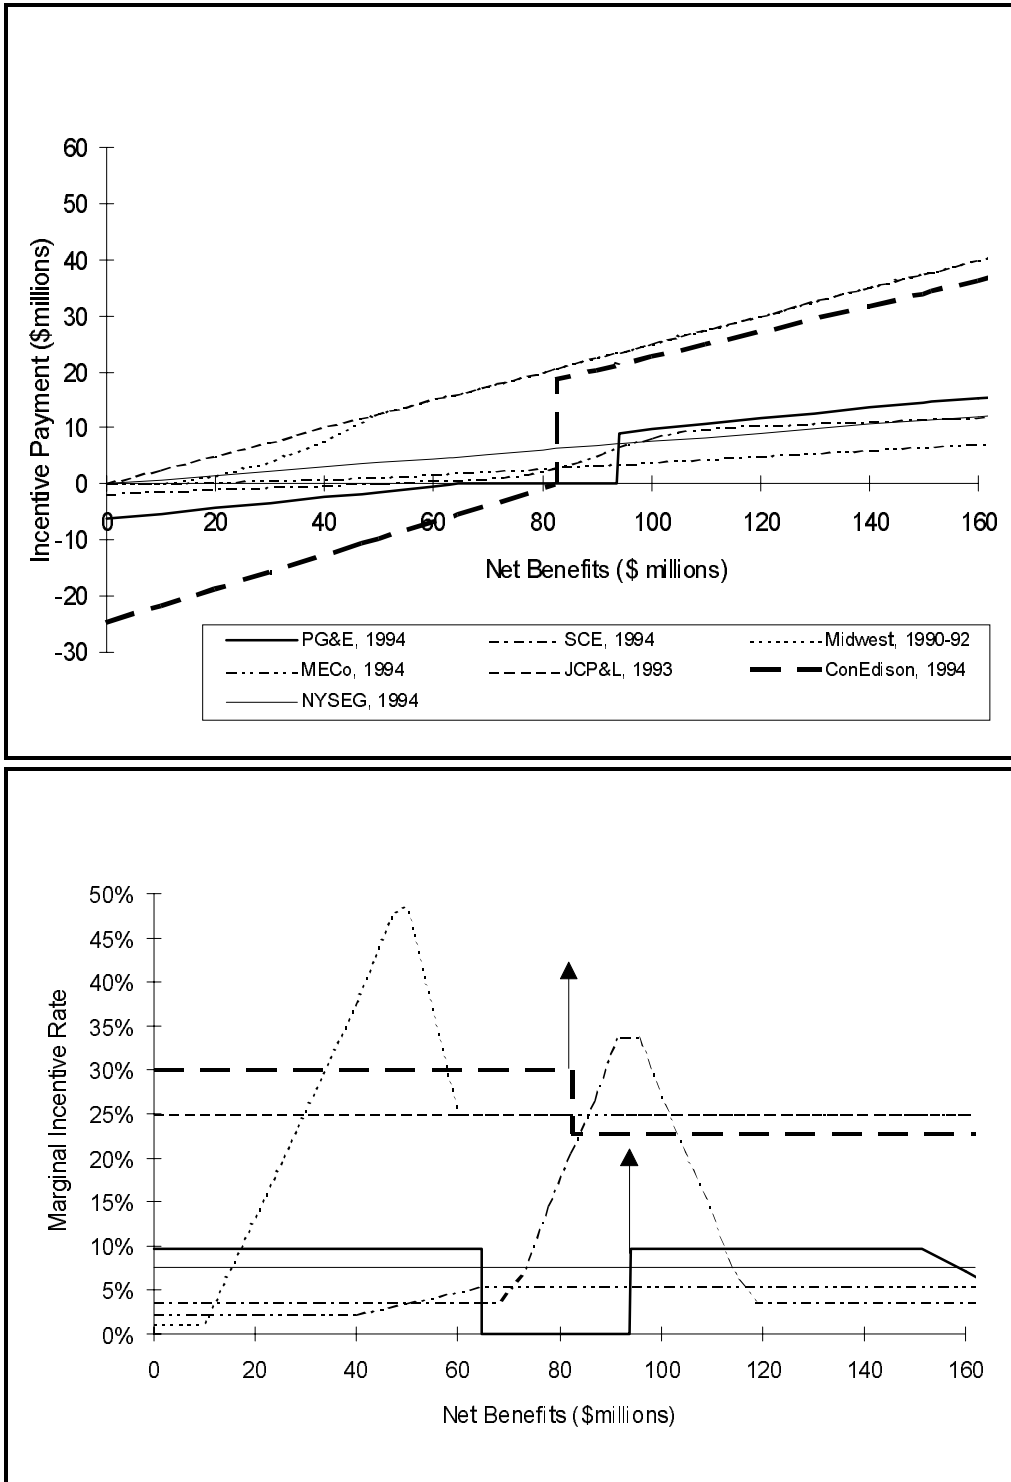 60
50
40
30
20
10
0
-10
-20
-30
Incentive Payment ($millions)
0 20 40 60 80 100 120 140 160
Net Benefits ($ millions)
PG&E, 1994 SCE, 1994 Midwest, 1990-92
MECo, 1994 JCP&L, 1993 ConEdison, 1994
NYSEG, 1994
50%
45%
40%
35%
30%
25%
20%
15%
10%
5%
0%
Marginal Incentive Rate
0 20 40 60 80 100 120 140 160
Net Benefits ($millions)